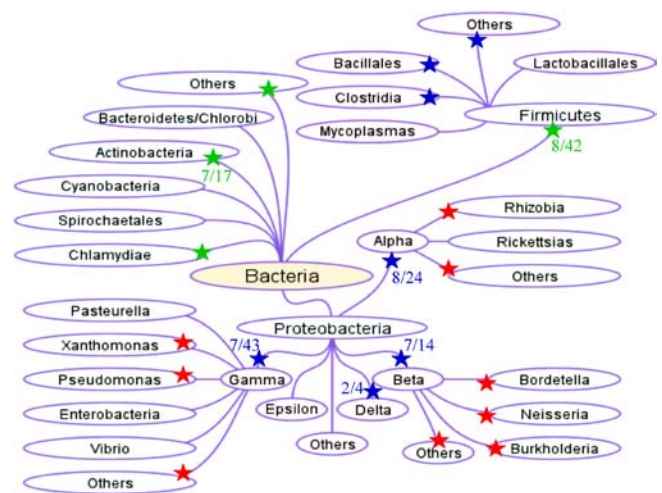 Others
Bacillales
Lactobacillales
Others
Clostridia
Bacteroidetes/Chlorobi
Firmicutes
Mycoplasmas
8/42
Actinobacteria
7/17
Cyanobacteria
Rhizobia
Spirochaetales
Alpha
Rickettsias
Chlamydiae
Bacteria
8/24
Others
Pasteurella
Proteobacteria
Xanthomonas
7/43
7/14
Pseudomonas
Gamma
2/4
Beta
Bordetella
Enterobacteria
Epsilon
Delta
Neisseria
Vibrio
Others
Others
Burkholderia
Others